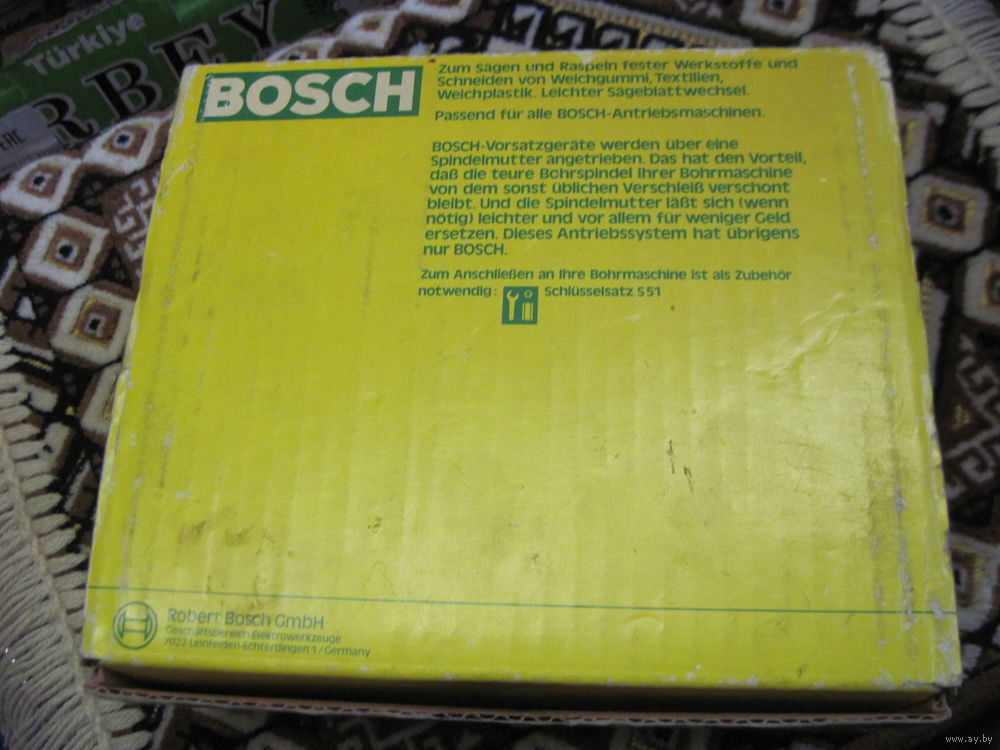 Türkiye
RBEY
BOSCH
Zum Sägen und Raspeln fester Werkstoffe und
Schneiden von Weichgummi, Textilien,
Weichplastik. Leichter Sägeblattwechsel.
Passend für alle BOSCH-Antriebsmaschinen.
BOSCH-Vorsatzgeräte werden über eine
Spindelmutter angetrieben. Das hat den Vorteil,
daß die teure Bohrspindel Ihrer Bohrmaschine
von dem sonst üblichen Verschleiß verschont
bleibt. Und die Spindelmutter läßt sich (wenn
nötig) leichter und vor allem für weniger Geld
ersetzen. Dieses Antriebssystem hat übrigens
nur BOSCH.
Zum Anschließen an Ihre Bohrmaschine ist als Zubehör
notwendig: Schlüsselsatz S 51
Robert Bosch GmbH
Geschäftsbereich Elektrowerkzeuge
7022 Leinfelden-Echterdingen 1 / Germany
www.ay.by